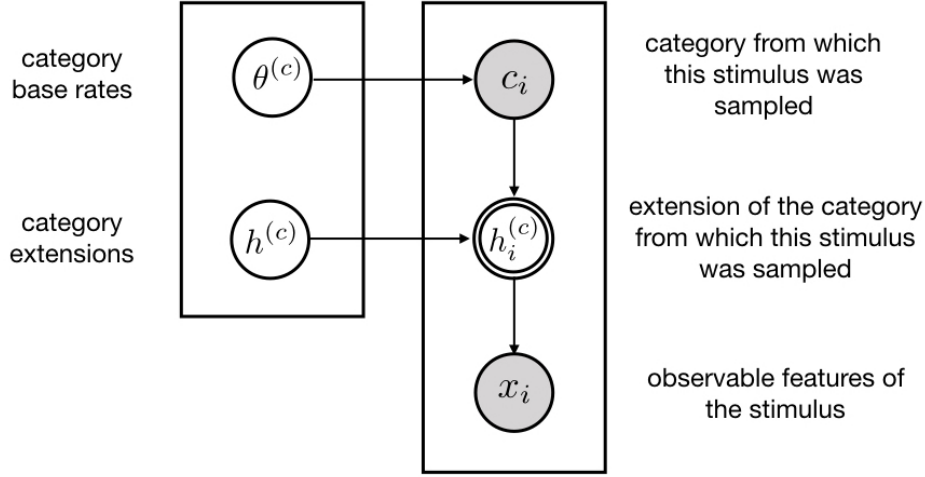 category
base rates
θ^(c)
c_i
category from which
this stimulus was
sampled
category
extensions
h^(c)
h_i^(c)
extension of the category
from which this stimulus
was sampled
x_i
observable features of
the stimulus